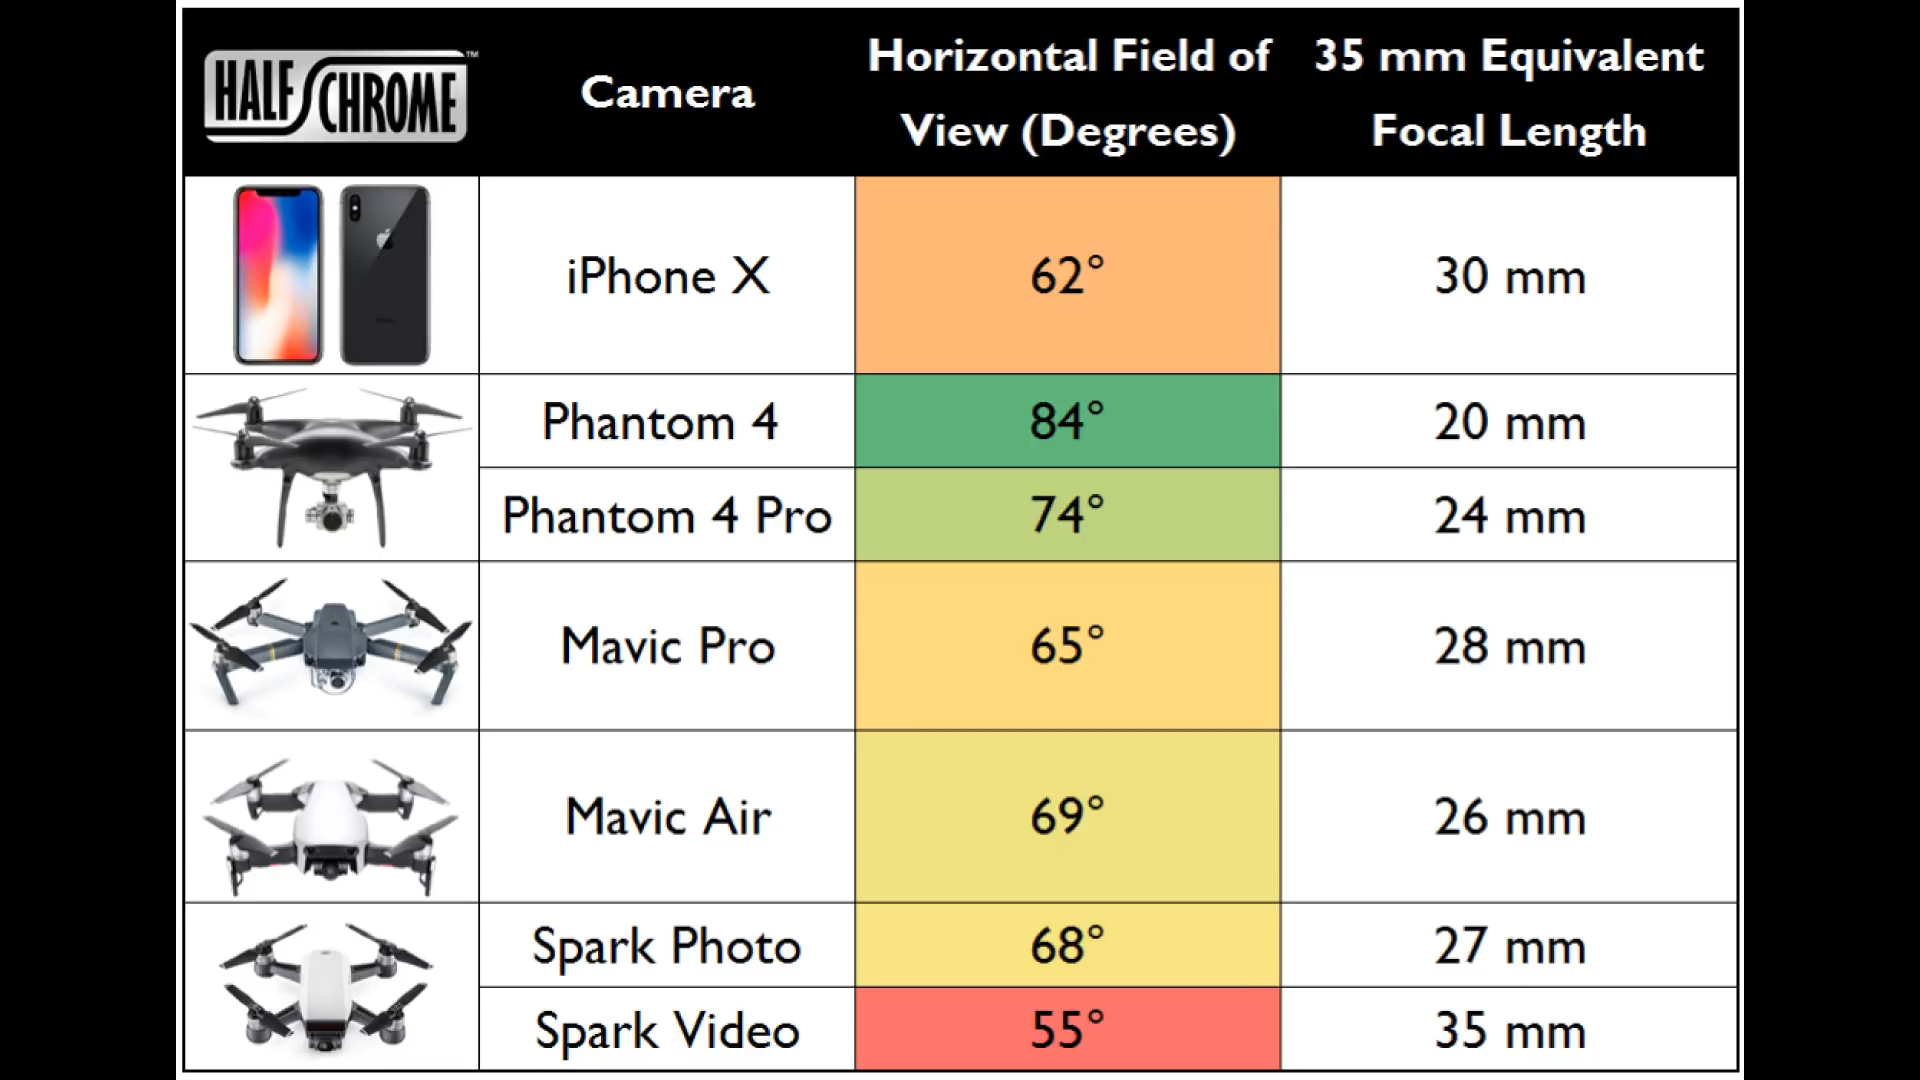 HALF CHROME™
Camera
Horizontal Field of
View (Degrees)
35 mm Equivalent
Focal Length
iPhone X 62° 30 mm
Phantom 4 84° 20 mm
Phantom 4 Pro 74° 24 mm
Mavic Pro 65° 28 mm
Mavic Air 69° 26 mm
Spark Photo 68° 27 mm
Spark Video 55° 35 mm